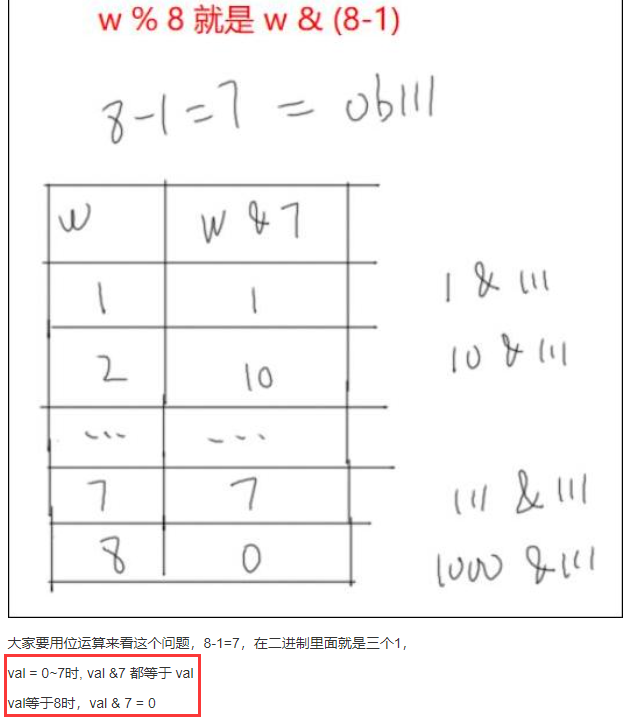 w % 8 就是 w & (8-1)
8-1=7 = 0b111
w w & 7
1 1 1 & 111
2 10 10 & 111
... ...
7 7 111 & 111
8 0 1000 & 111
大家要用位运算来看这个问题，8-1=7，在二进制里面就是三个1，
val = 0~7时, val &7 都等于 val
val等于8时，val & 7 = 0